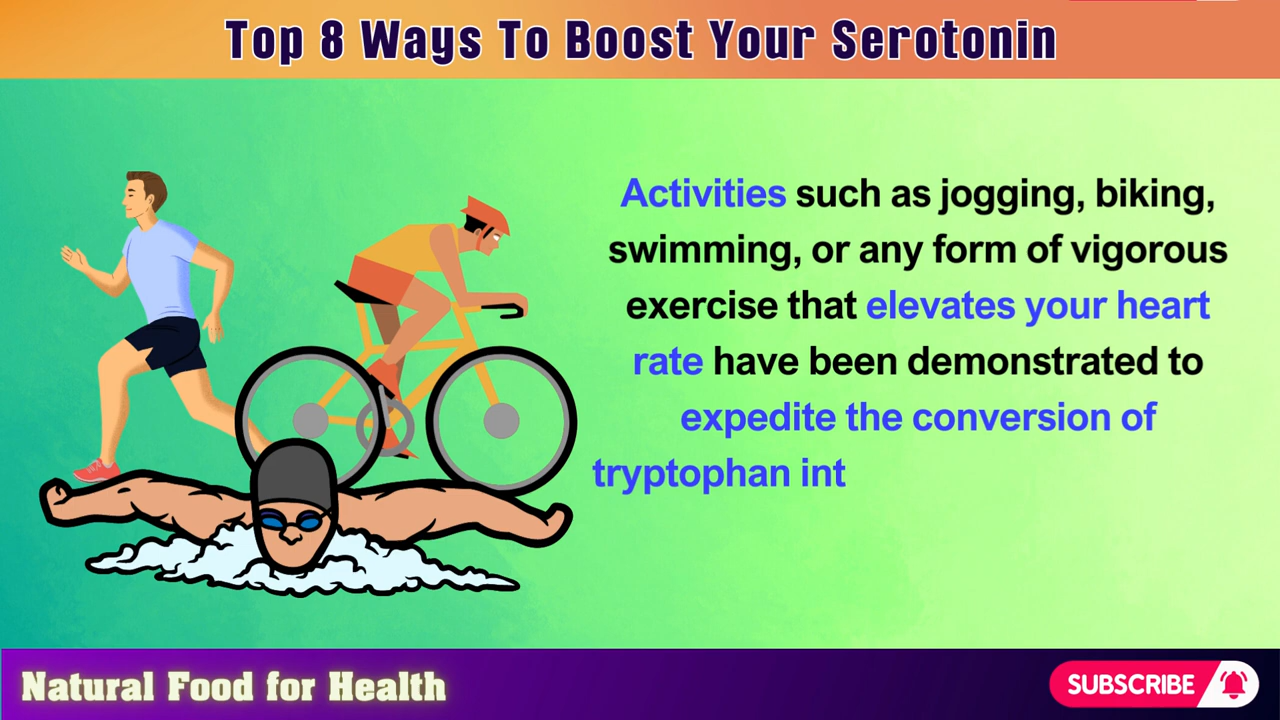 Top 8 Ways To Boost Your Serotonin
Activities such as jogging, biking,
swimming, or any form of vigorous
exercise that elevates your heart
rate have been demonstrated to
expedite the conversion of
tryptophan int
Natural Food for Health
SUBSCRIBE